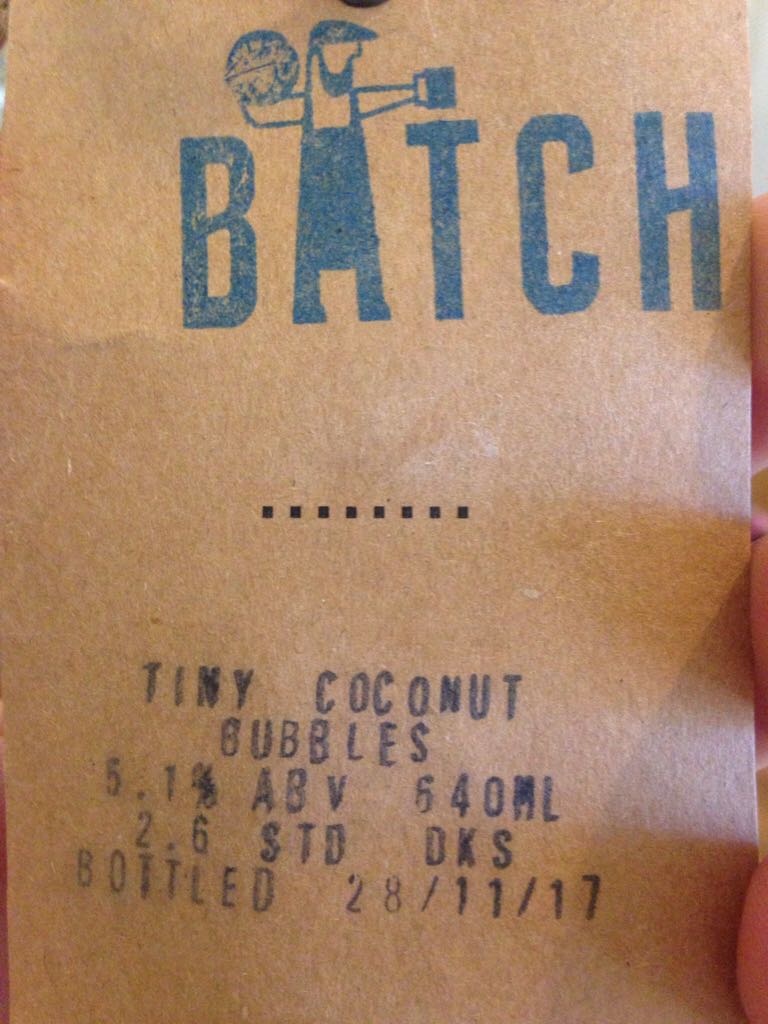 BATCH
TINY COCONUT
BUBBLES
5.1% ABV 640ML
2.6 STD DKS
BOTTLED 28/11/17